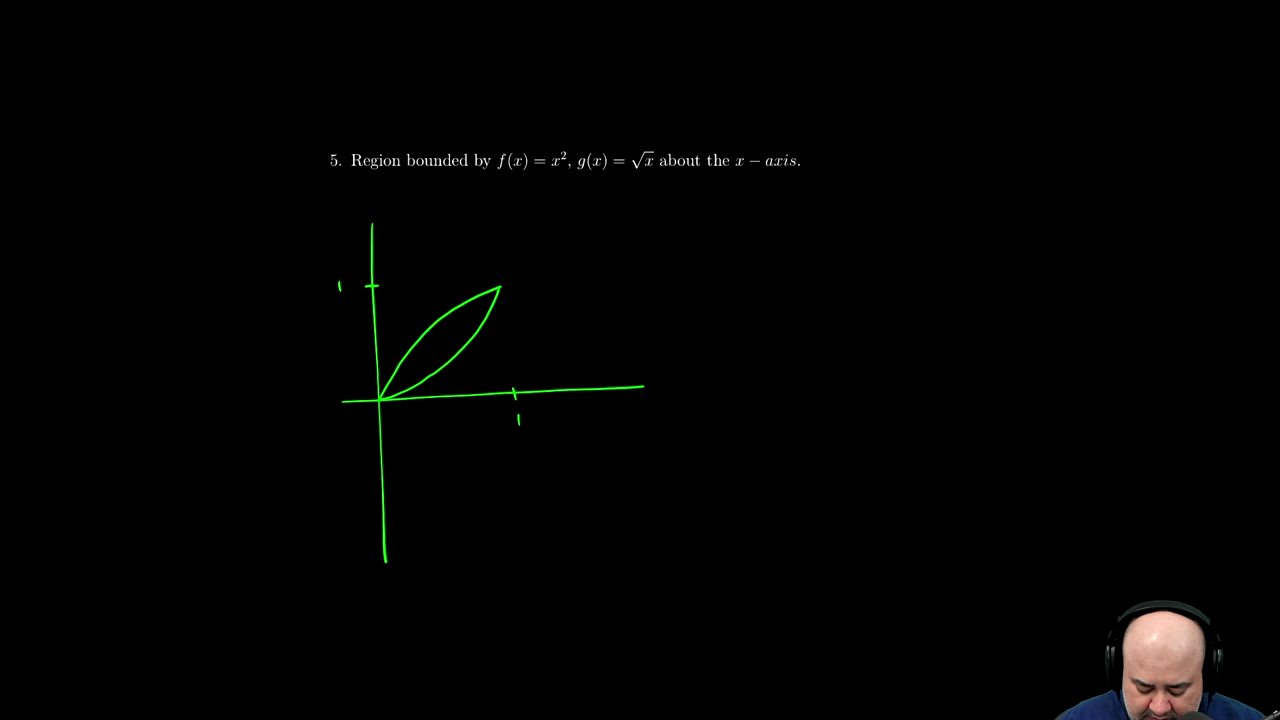 5. Region bounded by f(x) = x², g(x) = √x about the x − axis.
1
1